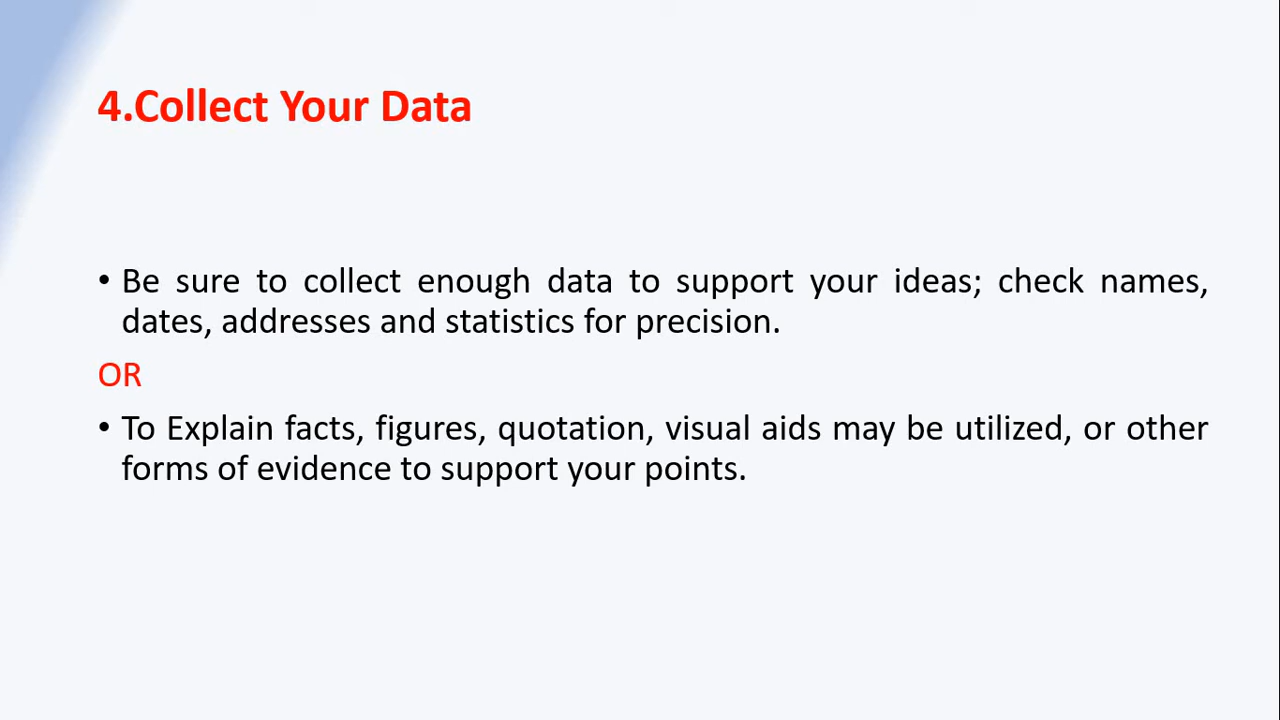 4.Collect Your Data
• Be sure to collect enough data to support your ideas; check names,
dates, addresses and statistics for precision.
OR
• To Explain facts, figures, quotation, visual aids may be utilized, or other
forms of evidence to support your points.